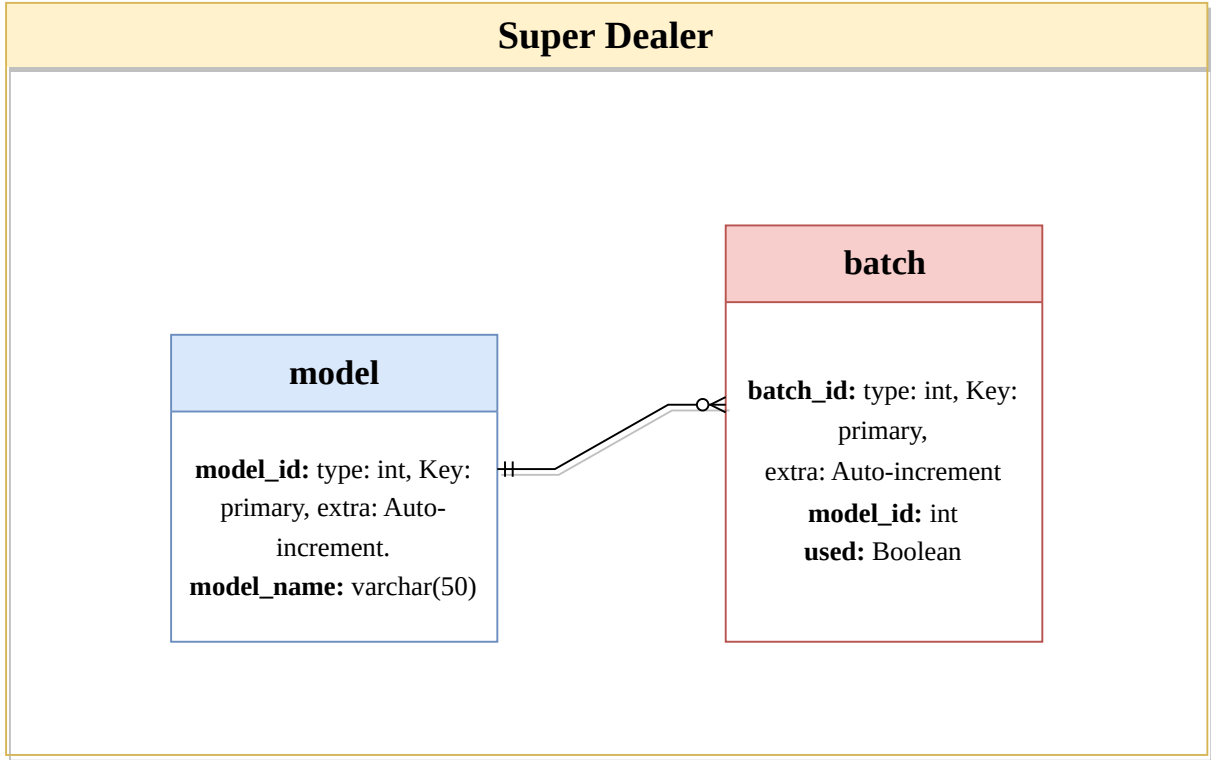 Super Dealer
model
model_id: type: int, Key:
primary, extra: Auto-
increment.
model_name: varchar(50)
batch
batch_id: type: int, Key:
primary,
extra: Auto-increment
model_id: int
used: Boolean